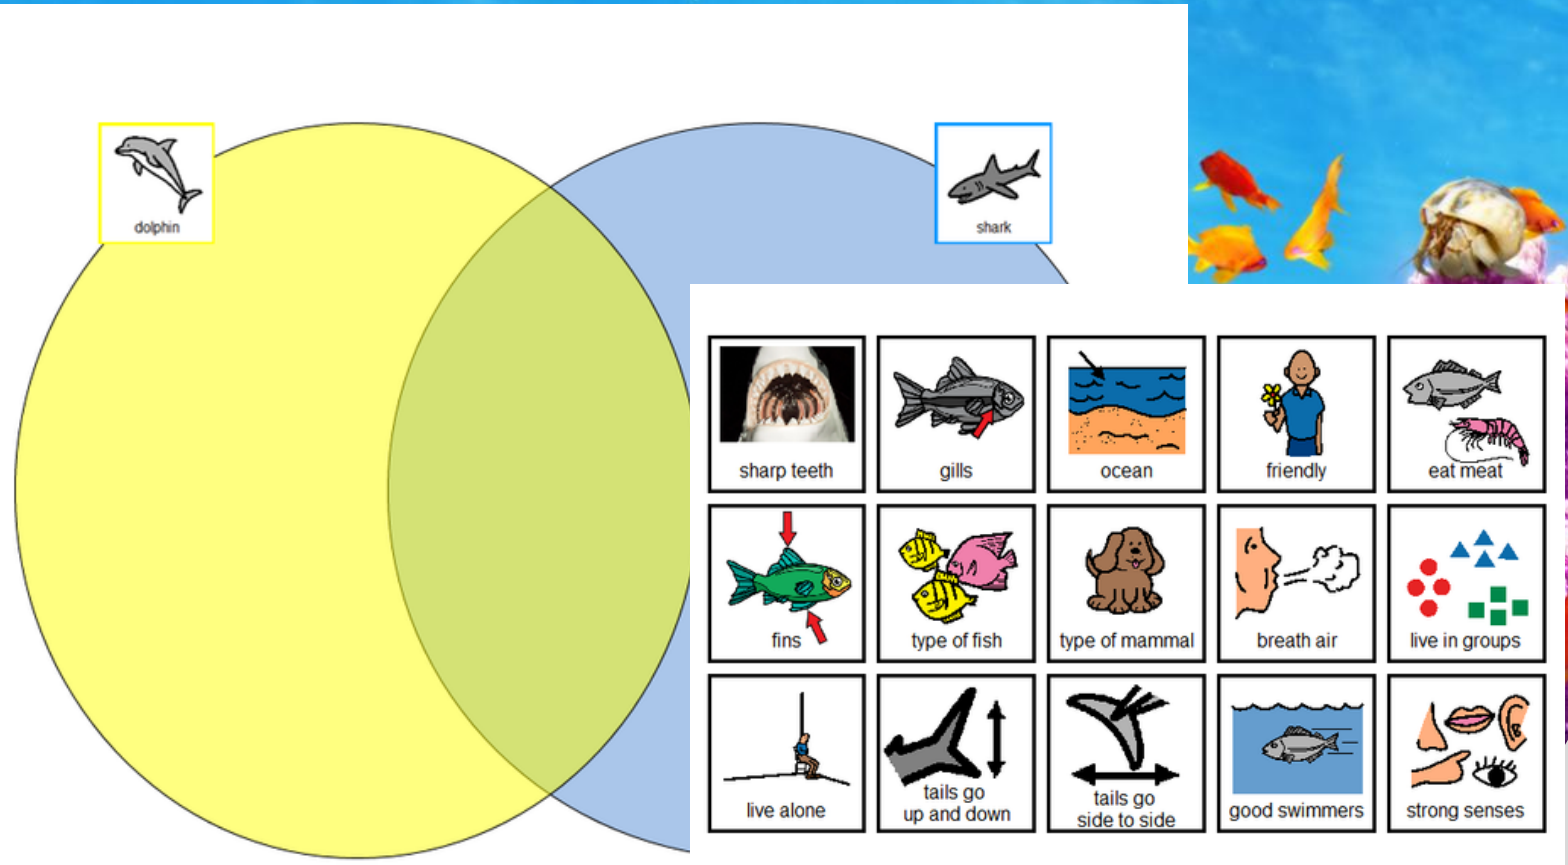 dolphin
shark
sharp teeth
gills
ocean
friendly
eat meat
fins
type of fish
type of mammal
breath air
live in groups
live alone
tails go
up and down
tails go
side to side
good swimmers
strong senses